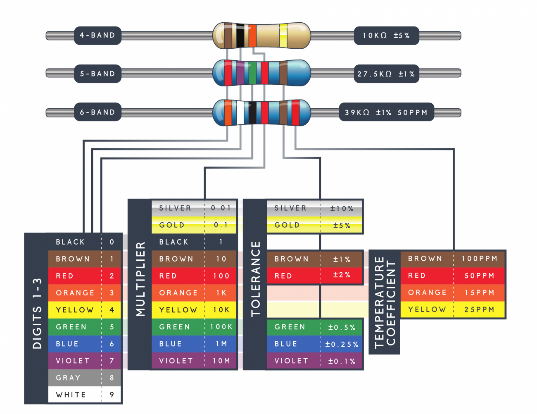 4-BAND
10KΩ ±5%
5-BAND
27.5KΩ ±1%
6-BAND
39KΩ ±1% 50PPM
DIGITS 1-3
BLACK 0
BROWN 1
RED 2
ORANGE 3
YELLOW 4
GREEN 5
BLUE 6
VIOLET 7
GRAY 8
WHITE 9
MULTIPLIER
SILVER 0.01
GOLD 0.1
BLACK 1
BROWN 10
RED 100
ORANGE 1K
YELLOW 10K
GREEN 100K
BLUE 1M
VIOLET 10M
TOLERANCE
SILVER ±10%
GOLD ±5%
BROWN ±1%
RED ±2%
GREEN ±0.5%
BLUE ±0.25%
VIOLET ±0.1%
TEMPERATURE
COEFFICIENT
BROWN 100PPM
RED 50PPM
ORANGE 15PPM
YELLOW 25PPM